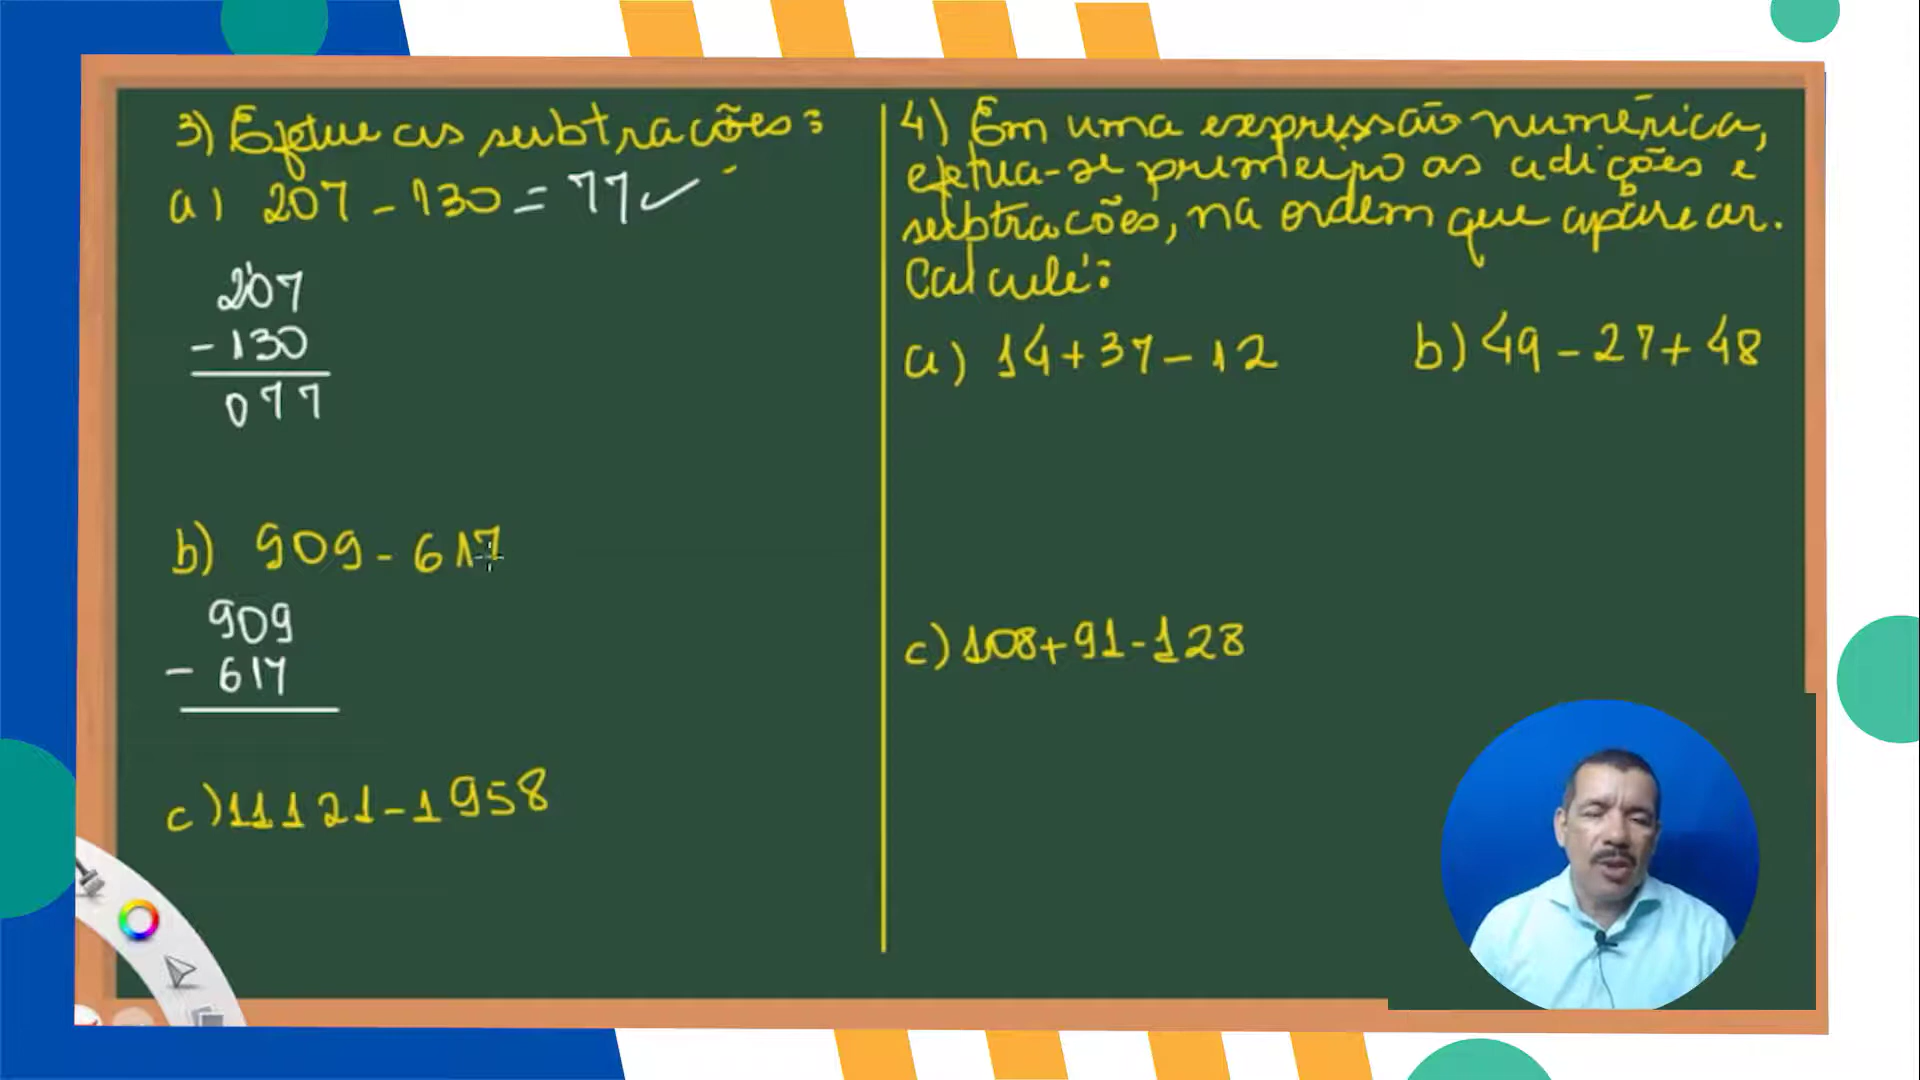 3) Efetue as subtrações:
a) 207 - 130 = 77 ✓
207
- 130
077
b) 909 - 617
909
- 617
c) 11121 - 1958
4) Em uma expressão numérica,
efetua-se primeiro as adições e
subtrações, na ordem que aparecer.
Calcule:
a) 14 + 37 - 12
b) 49 - 27 + 48
c) 108 + 91 - 128